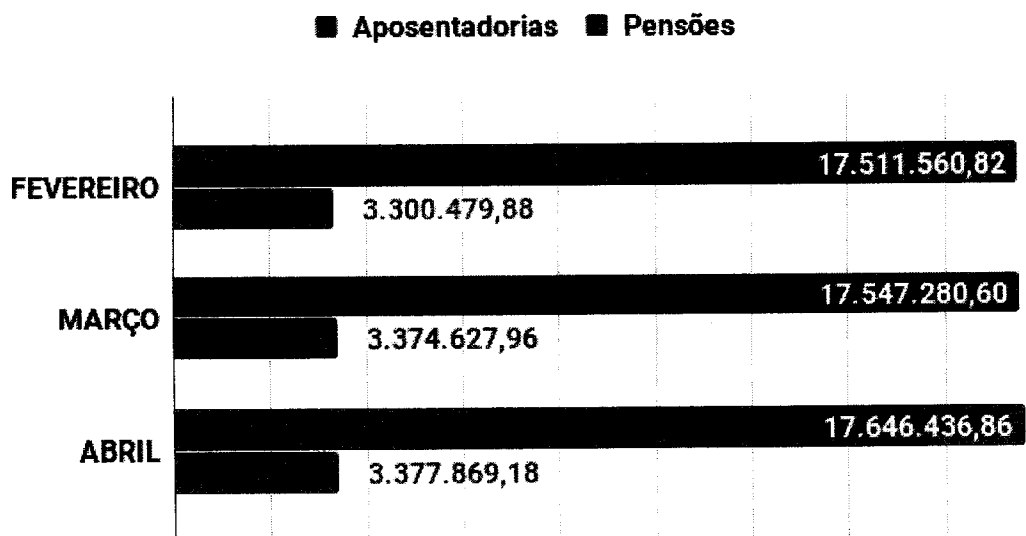 Aposentadorias Pensões
17.511.560,82
FEVEREIRO
3.300.479,88
17.547.280,60
MARÇO
3.374.627,96
17.646.436,86
ABRIL
3.377.869,18